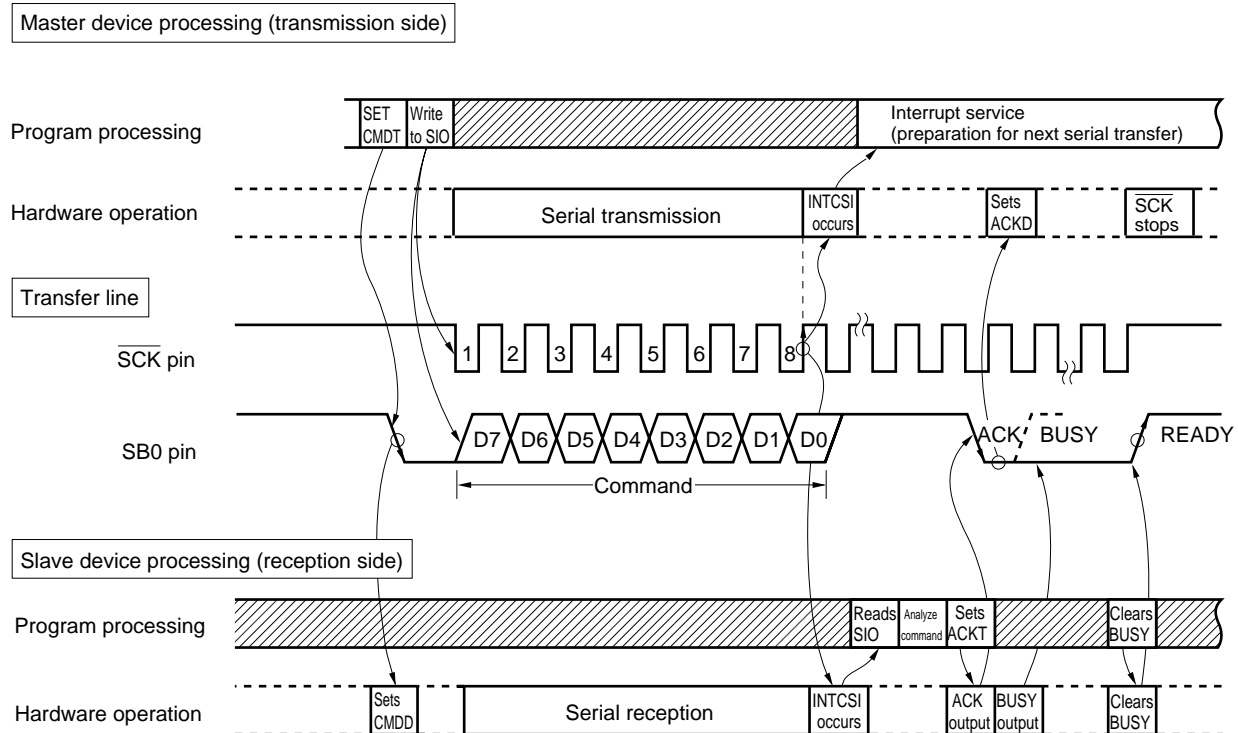 Master device processing (transmission side)
Program processing
SET
CMDT
Write
to SIO
Interrupt service
(preparation for next serial transfer)
Hardware operation
Serial transmission
INTCSI
occurs
Sets
ACKD
SCK
stops
Transfer line
SCK pin
1 2 3 4 5 6 7 8
SB0 pin
D7 D6 D5 D4 D3 D2 D1 D0
ACK BUSY READY
Command
Slave device processing (reception side)
Program processing
Reads
SIO
Analyze
command
Sets
ACKT
Clears
BUSY
Hardware operation
Sets
CMDD
Serial reception
INTCSI
occurs
ACK
output
BUSY
output
Clears
BUSY